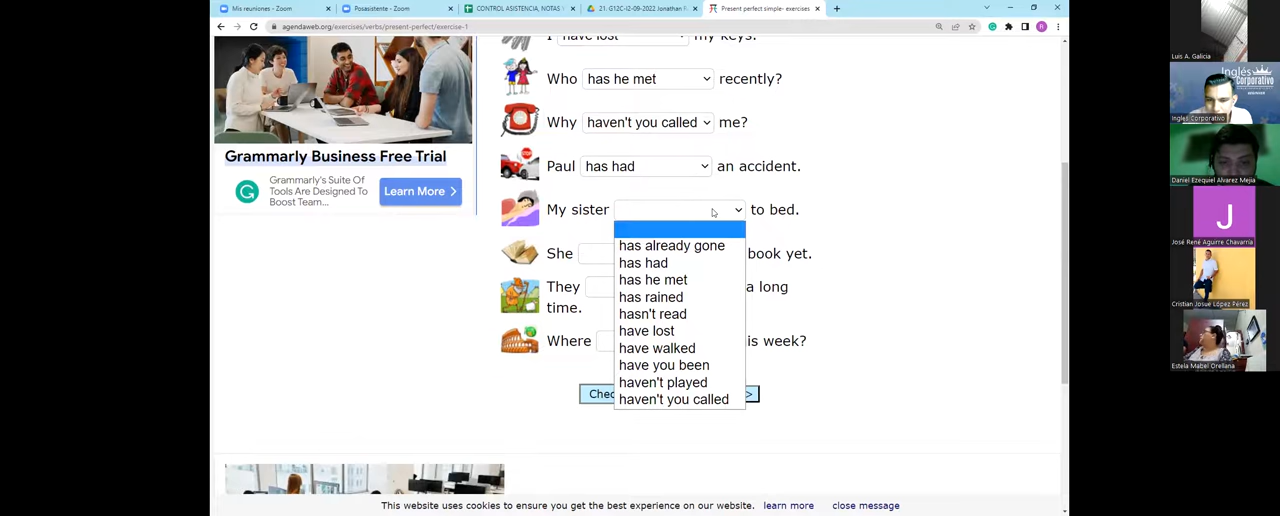 Mis reuniones - Zoom
Posasistente - Zoom
CONTROL ASISTENCIA, NOTAS
21. G12C-I2-09-2022 Jonathan
Present perfect simple- exercises
agendaweb.org/exercises/verbs/present-perfect/exercise-1
I have lost my keys.
Who has he met recently?
Why haven't you called me?
Paul has had an accident.
My sister to bed.
has already gone
has had
has he met
has rained
hasn't read
have lost
have walked
have you been
haven't played
haven't you called
She book yet.
They a long
time.
Where is week?
Chec >
Grammarly Business Free Trial
Grammarly's Suite Of
Tools Are Designed To
Boost Team...
Learn More >
STOP
This website uses cookies to ensure you get the best experience on our website. learn more close message
Luis A. Galicia
Inglés
Corporativo
Inglés Corporativo
Daniel Ezequiel Alvarez Mejia
J
José René Aguirre Chavarría
Cristian Josue López Pérez
Estela Mabel Orellana